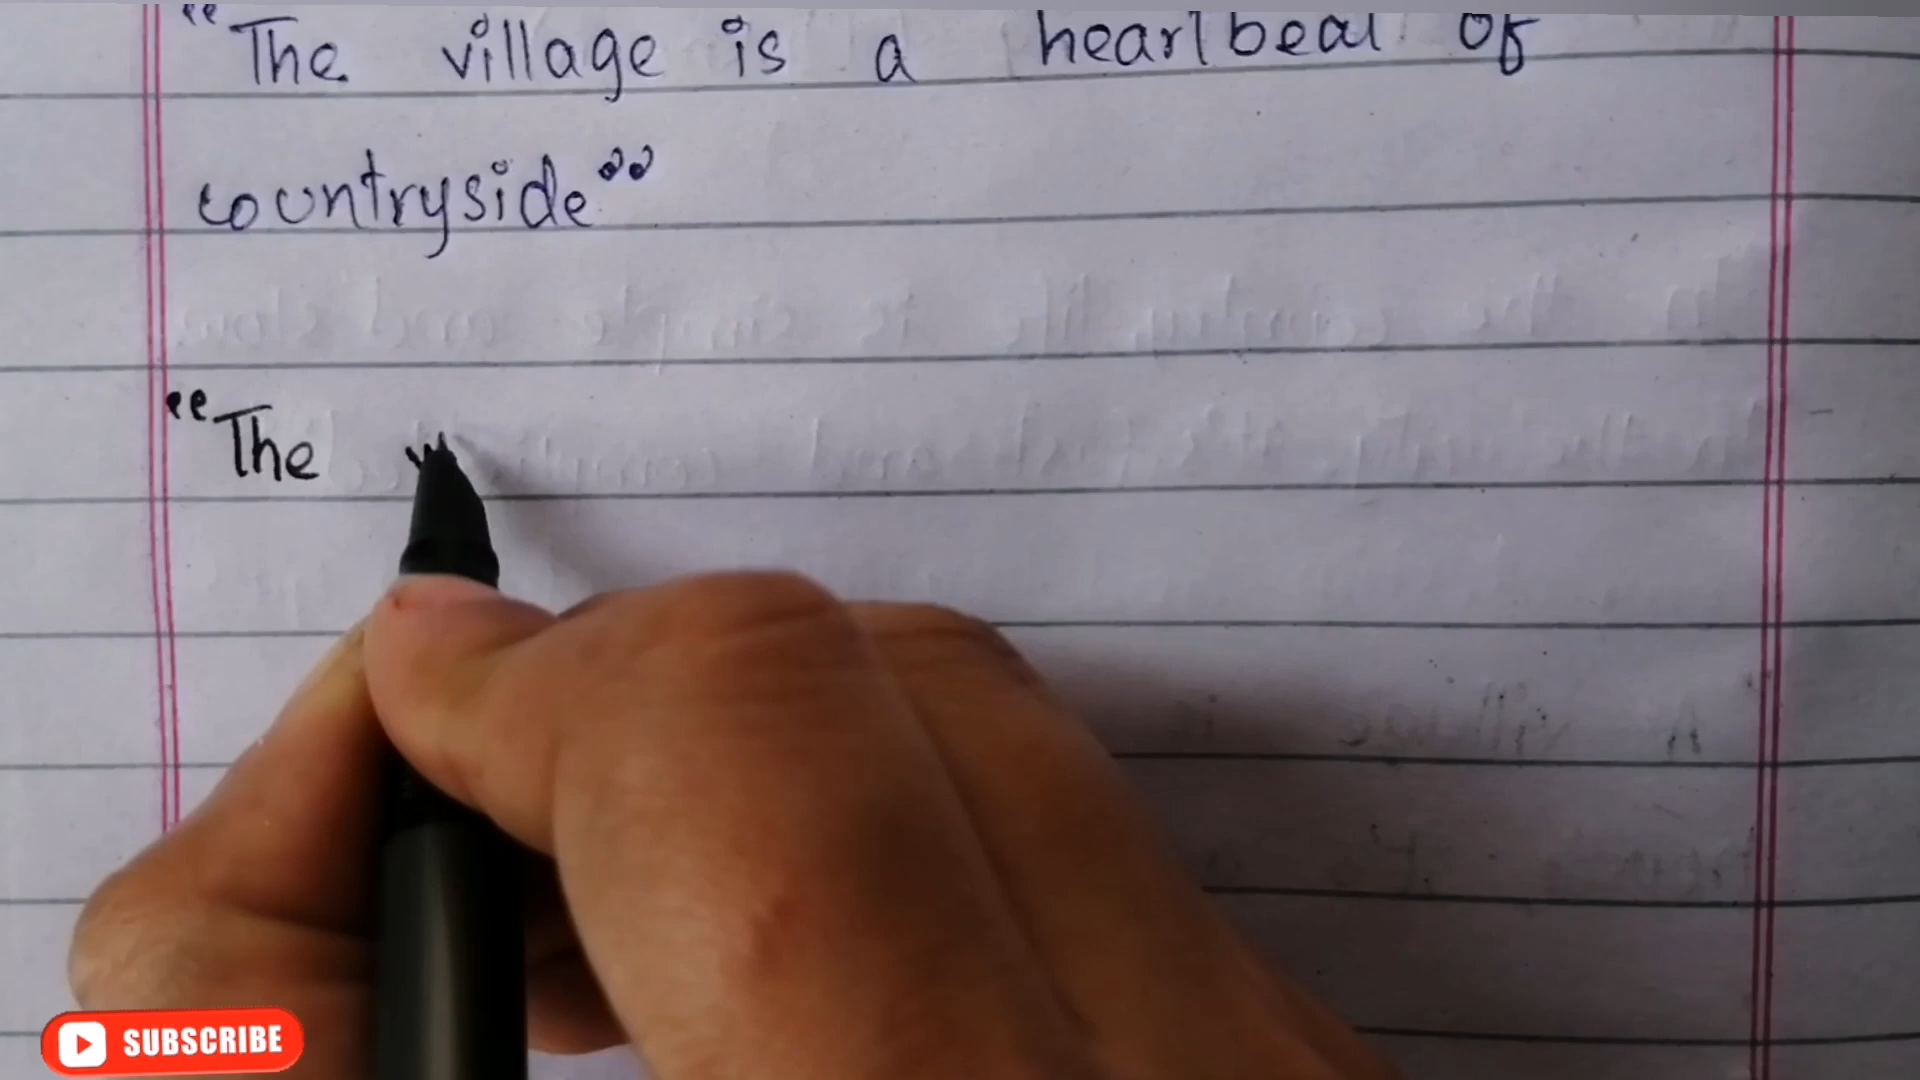 “The village is a heartbeat of
countryside”
“The
SUBSCRIBE